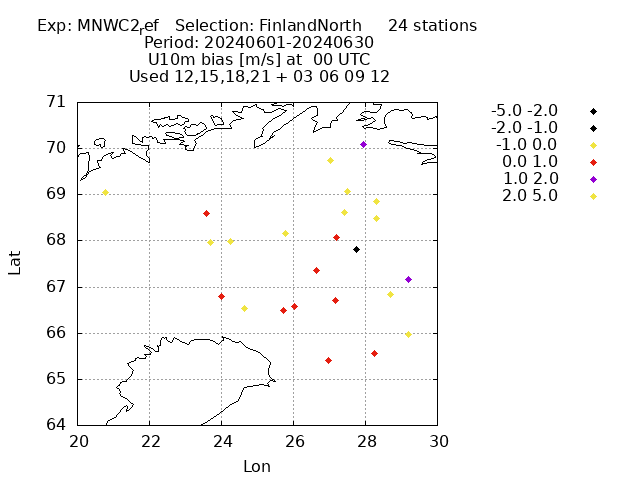 Exp: MNWC2ref   Selection: FinlandNorth     24 stations
Period: 20240601-20240630
U10m bias [m/s] at  00 UTC
Used 12,15,18,21 + 03 06 09 12
-5.0 -2.0
-2.0 -1.0
-1.0 0.0
0.0 1.0
1.0 2.0
2.0 5.0
71
70
69
68
67
66
65
64
Lat
20 22 24 26 28 30
Lon